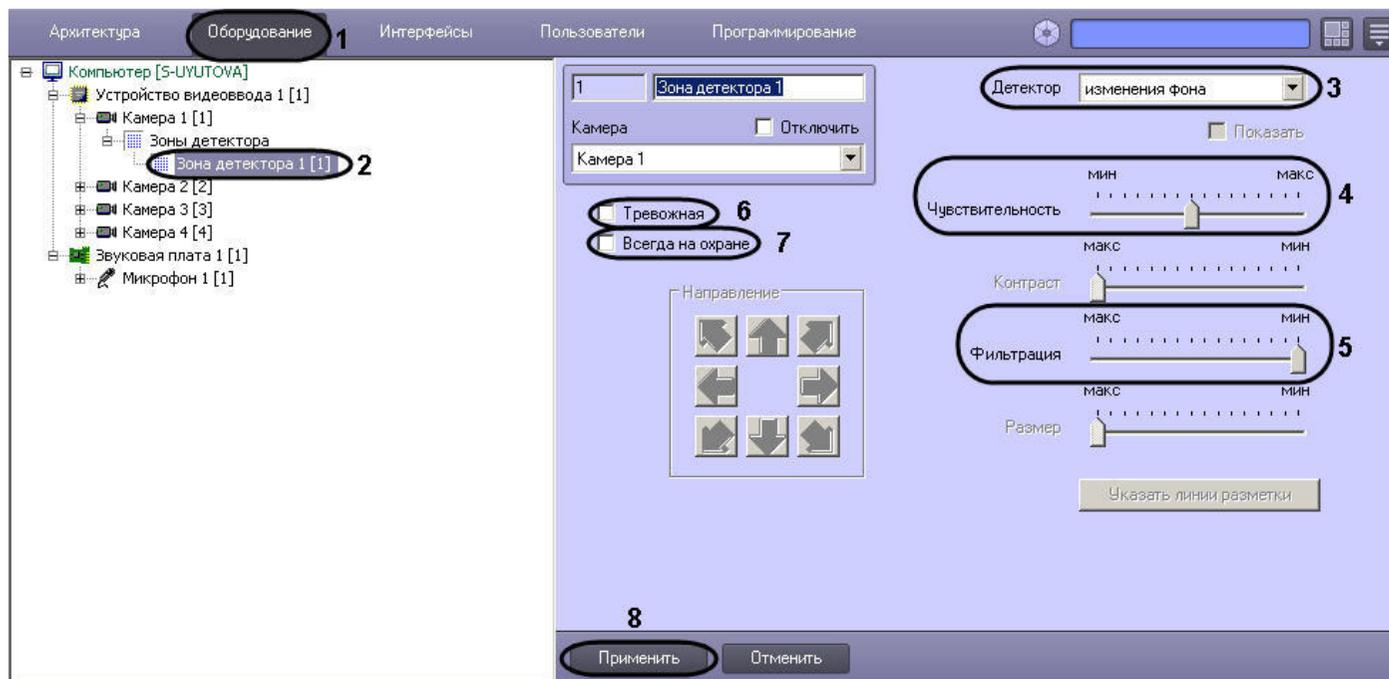 Архитектура Оборудование 1 Интерфейсы Пользователи Программирование
Компьютер [S-UYUTOVA]
Устройство видеоввода 1 [1]
Камера 1 [1]
Зоны детектора
Зона детектора 1 [1] 2
Камера 2 [2]
Камера 3 [3]
Камера 4 [4]
Звуковая плата 1 [1]
Микрофон 1 [1]
1 Зона детектора 1
Камера Отключить
Камера 1
Тревожная 6
Всегда на охране 7
Направление
Детектор изменения фона 3
Показать
мин макс
Чувствительность 4
макс мин
Контраст
макс мин
Фильтрация 5
макс мин
Размер
Указать линии разметки
8
Применить Отменить